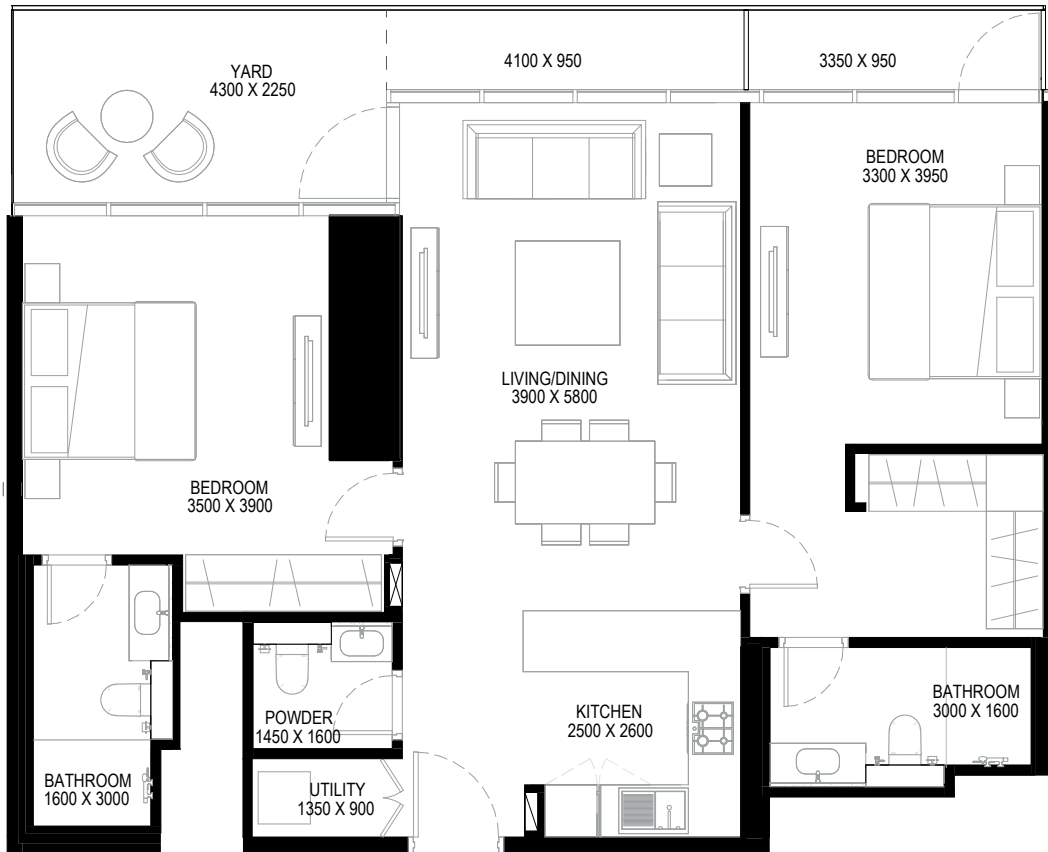 YARD
4300 X 2250
4100 X 950
3350 X 950
BEDROOM
3300 X 3950
LIVING/DINING
3900 X 5800
BEDROOM
3500 X 3900
KITCHEN
2500 X 2600
POWDER
1450 X 1600
BATHROOM
3000 X 1600
BATHROOM
1600 X 3000
UTILITY
1350 X 900